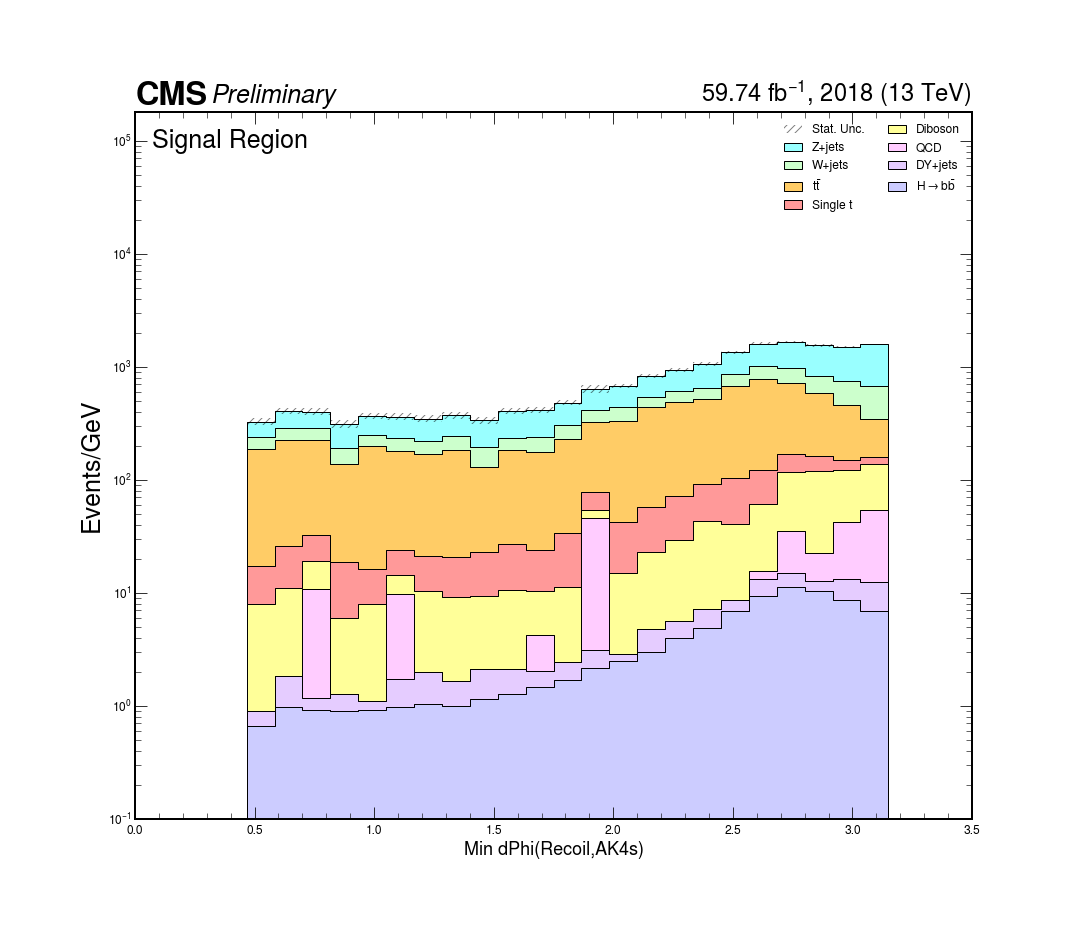 CMS Preliminary 59.74 fb⁻¹, 2018 (13 TeV)
Signal Region
Stat. Unc.
Z+jets
W+jets
tt̄
Single t
Diboson
QCD
DY+jets
H→bb̄
10⁵
10⁴
10³
10²
10¹
10⁰
10⁻¹
Events/GeV
0.0 0.5 1.0 1.5 2.0 2.5 3.0 3.5
Min dPhi(Recoil,AK4s)